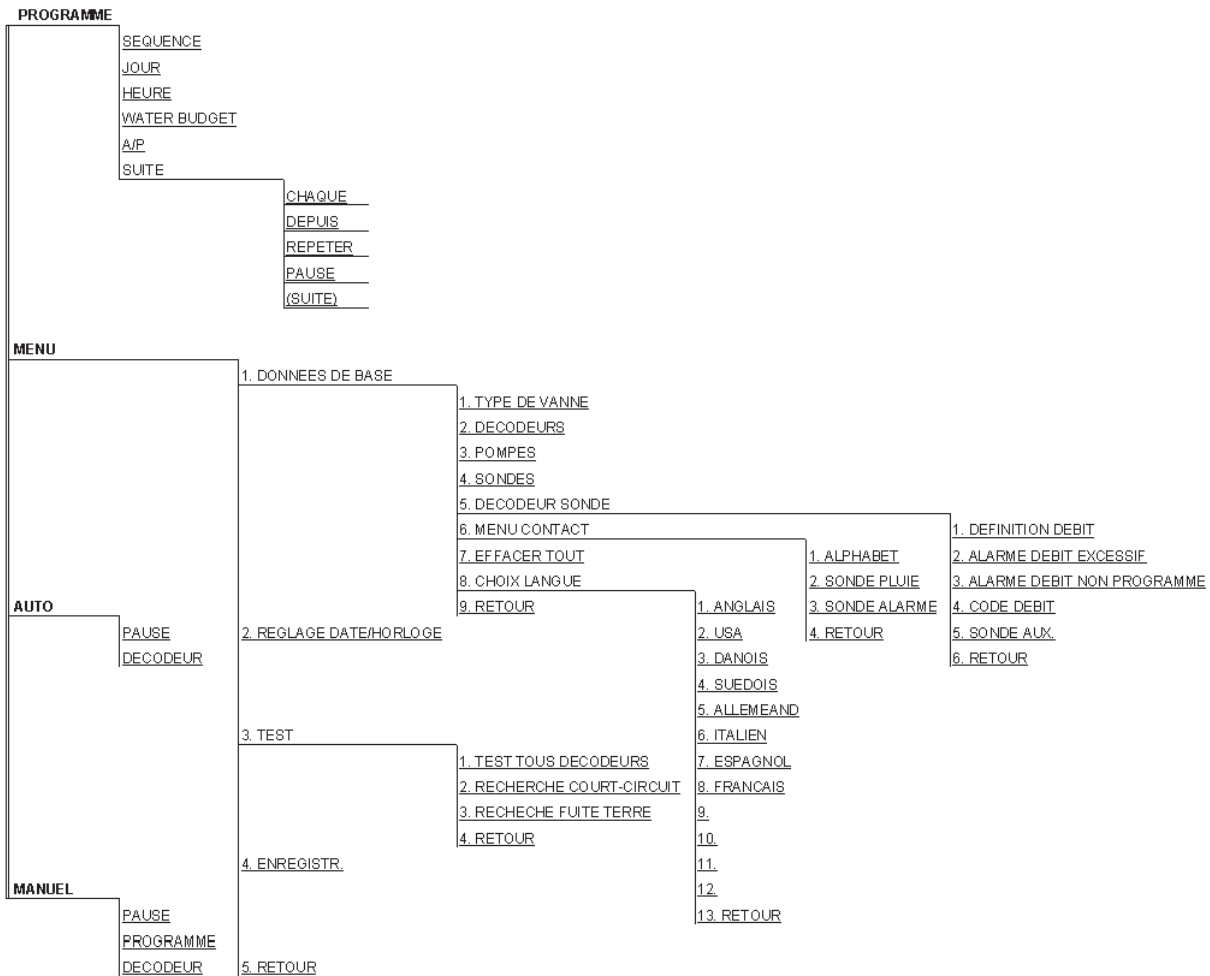 PROGRAMME
SEQUENCE
JOUR
HEURE
WATER BUDGET
A/P
SUITE
CHAQUE
DEPUIS
REPETER
PAUSE
(SUITE)
MENU
1. DONNEES DE BASE
1. TYPE DE VANNE
2. DECODEURS
3. POMPES
4. SONDES
5. DECODEUR SONDE
1. DEFINITION DEBIT
2. ALARME DEBIT EXCESSIF
3. ALARME DEBIT NON PROGRAMME
4. CODE DEBIT
5. SONDE AUX.
6. RETOUR
6. MENU CONTACT
1. ALPHABET
2. SONDE PLUIE
3. SONDE ALARME
4. RETOUR
7. EFFACER TOUT
8. CHOIX LANGUE
1. ANGLAIS
2. USA
3. DANOIS
4. SUEDOIS
5. ALLEMEAND
6. ITALIEN
7. ESPAGNOL
8. FRANCAIS
9.
10.
11.
12.
13. RETOUR
9. RETOUR
2. REGLAGE DATE/HORLOGE
3. TEST
1. TEST TOUS DECODEURS
2. RECHERCHE COURT-CIRCUIT
3. RECHECHE FUITE TERRE
4. RETOUR
4. ENREGISTR.
5. RETOUR
AUTO
PAUSE
DECODEUR
MANUEL
PAUSE
PROGRAMME
DECODEUR